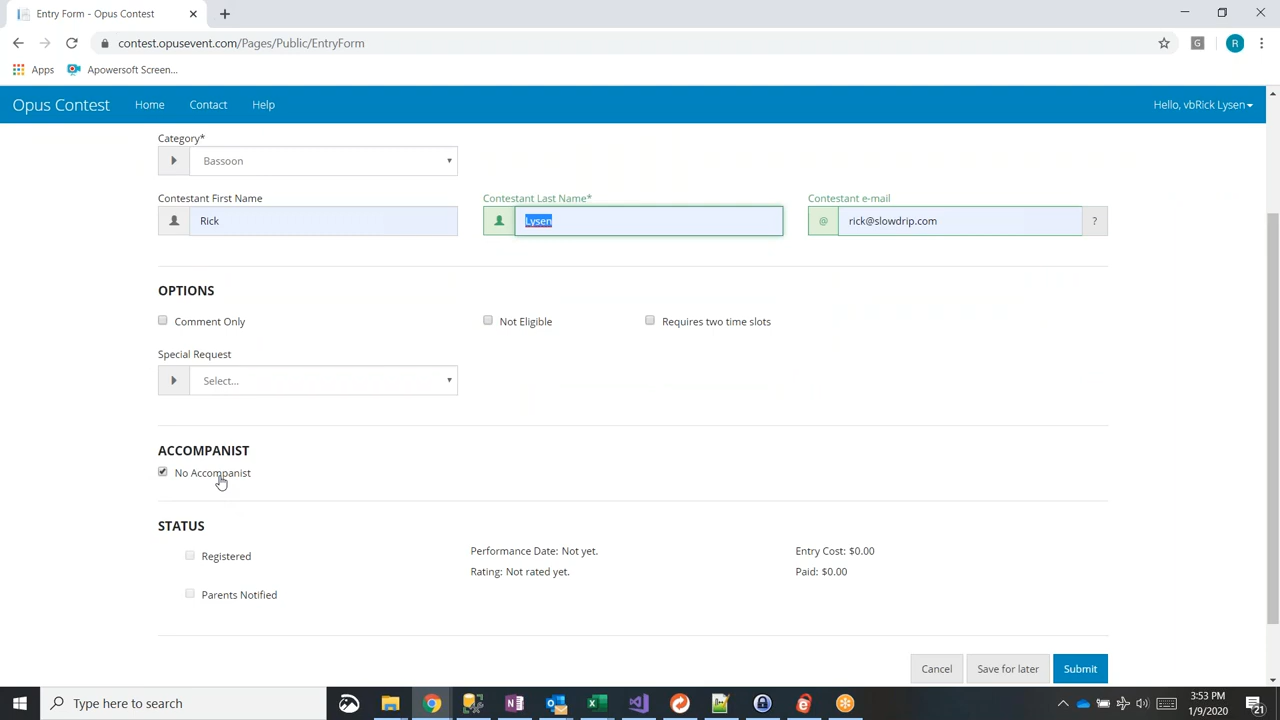 Entry Form - Opus Contest
contest.opusevent.com/Pages/Public/EntryForm
G
R
Apps
Apowersoft Screen...
Opus Contest
Home
Contact
Help
Hello, vbRick Lysen
Category*
Bassoon
Contestant First Name
Contestant Last Name*
Contestant e-mail
Rick
Lysen
@
rick@slowdrip.com
?
OPTIONS
Comment Only
Not Eligible
Requires two time slots
Special Request
Select...
ACCOMPANIST
No Accompanist
STATUS
Registered
Performance Date: Not yet.
Entry Cost: $0.00
Rating: Not rated yet.
Paid: $0.00
Parents Notified
Cancel
Save for later
Submit
Type here to search
3:53 PM
1/9/2020
21